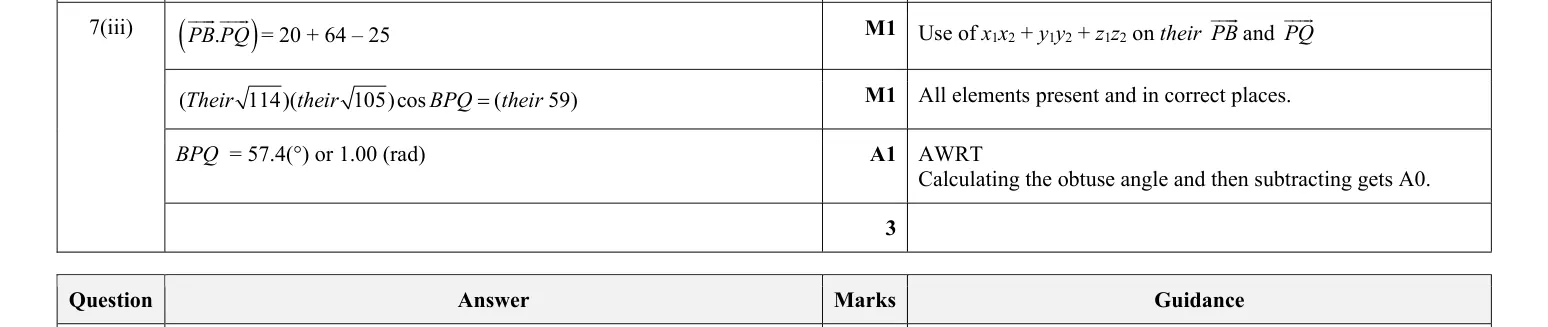 7(iii) (PB.PQ) = 20 + 64 – 25 M1 Use of x₁x₂ + y₁y₂ + z₁z₂ on their PB and PQ
(Their √114)(their √105) cos BPQ = (their 59) M1 All elements present and in correct places.
BPQ = 57.4(°) or 1.00 (rad) A1 AWRT
Calculating the obtuse angle and then subtracting gets A0.
3
Question Answer Marks Guidance